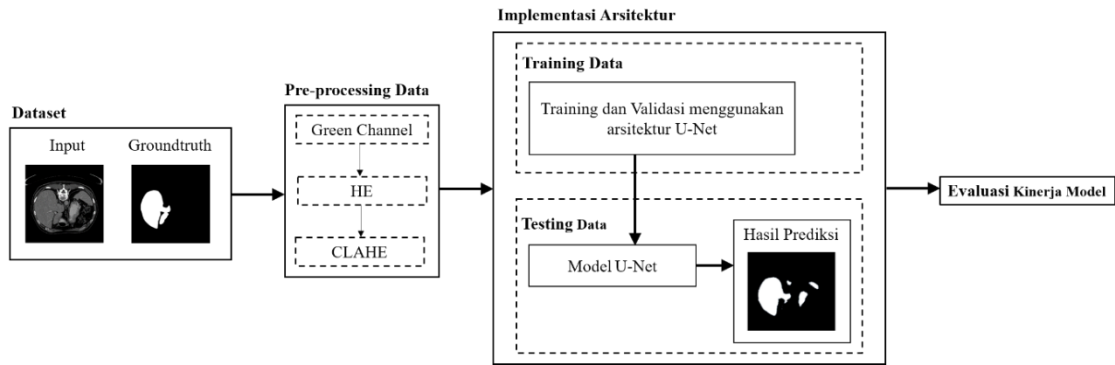 Dataset
Input
Groundtruth
Pre-processing Data
Green Channel
HE
CLAHE
Implementasi Arsitektur
Training Data
Training dan Validasi menggunakan
arsitektur U-Net
Testing Data
Model U-Net
Hasil Prediksi
Evaluasi Kinerja Model